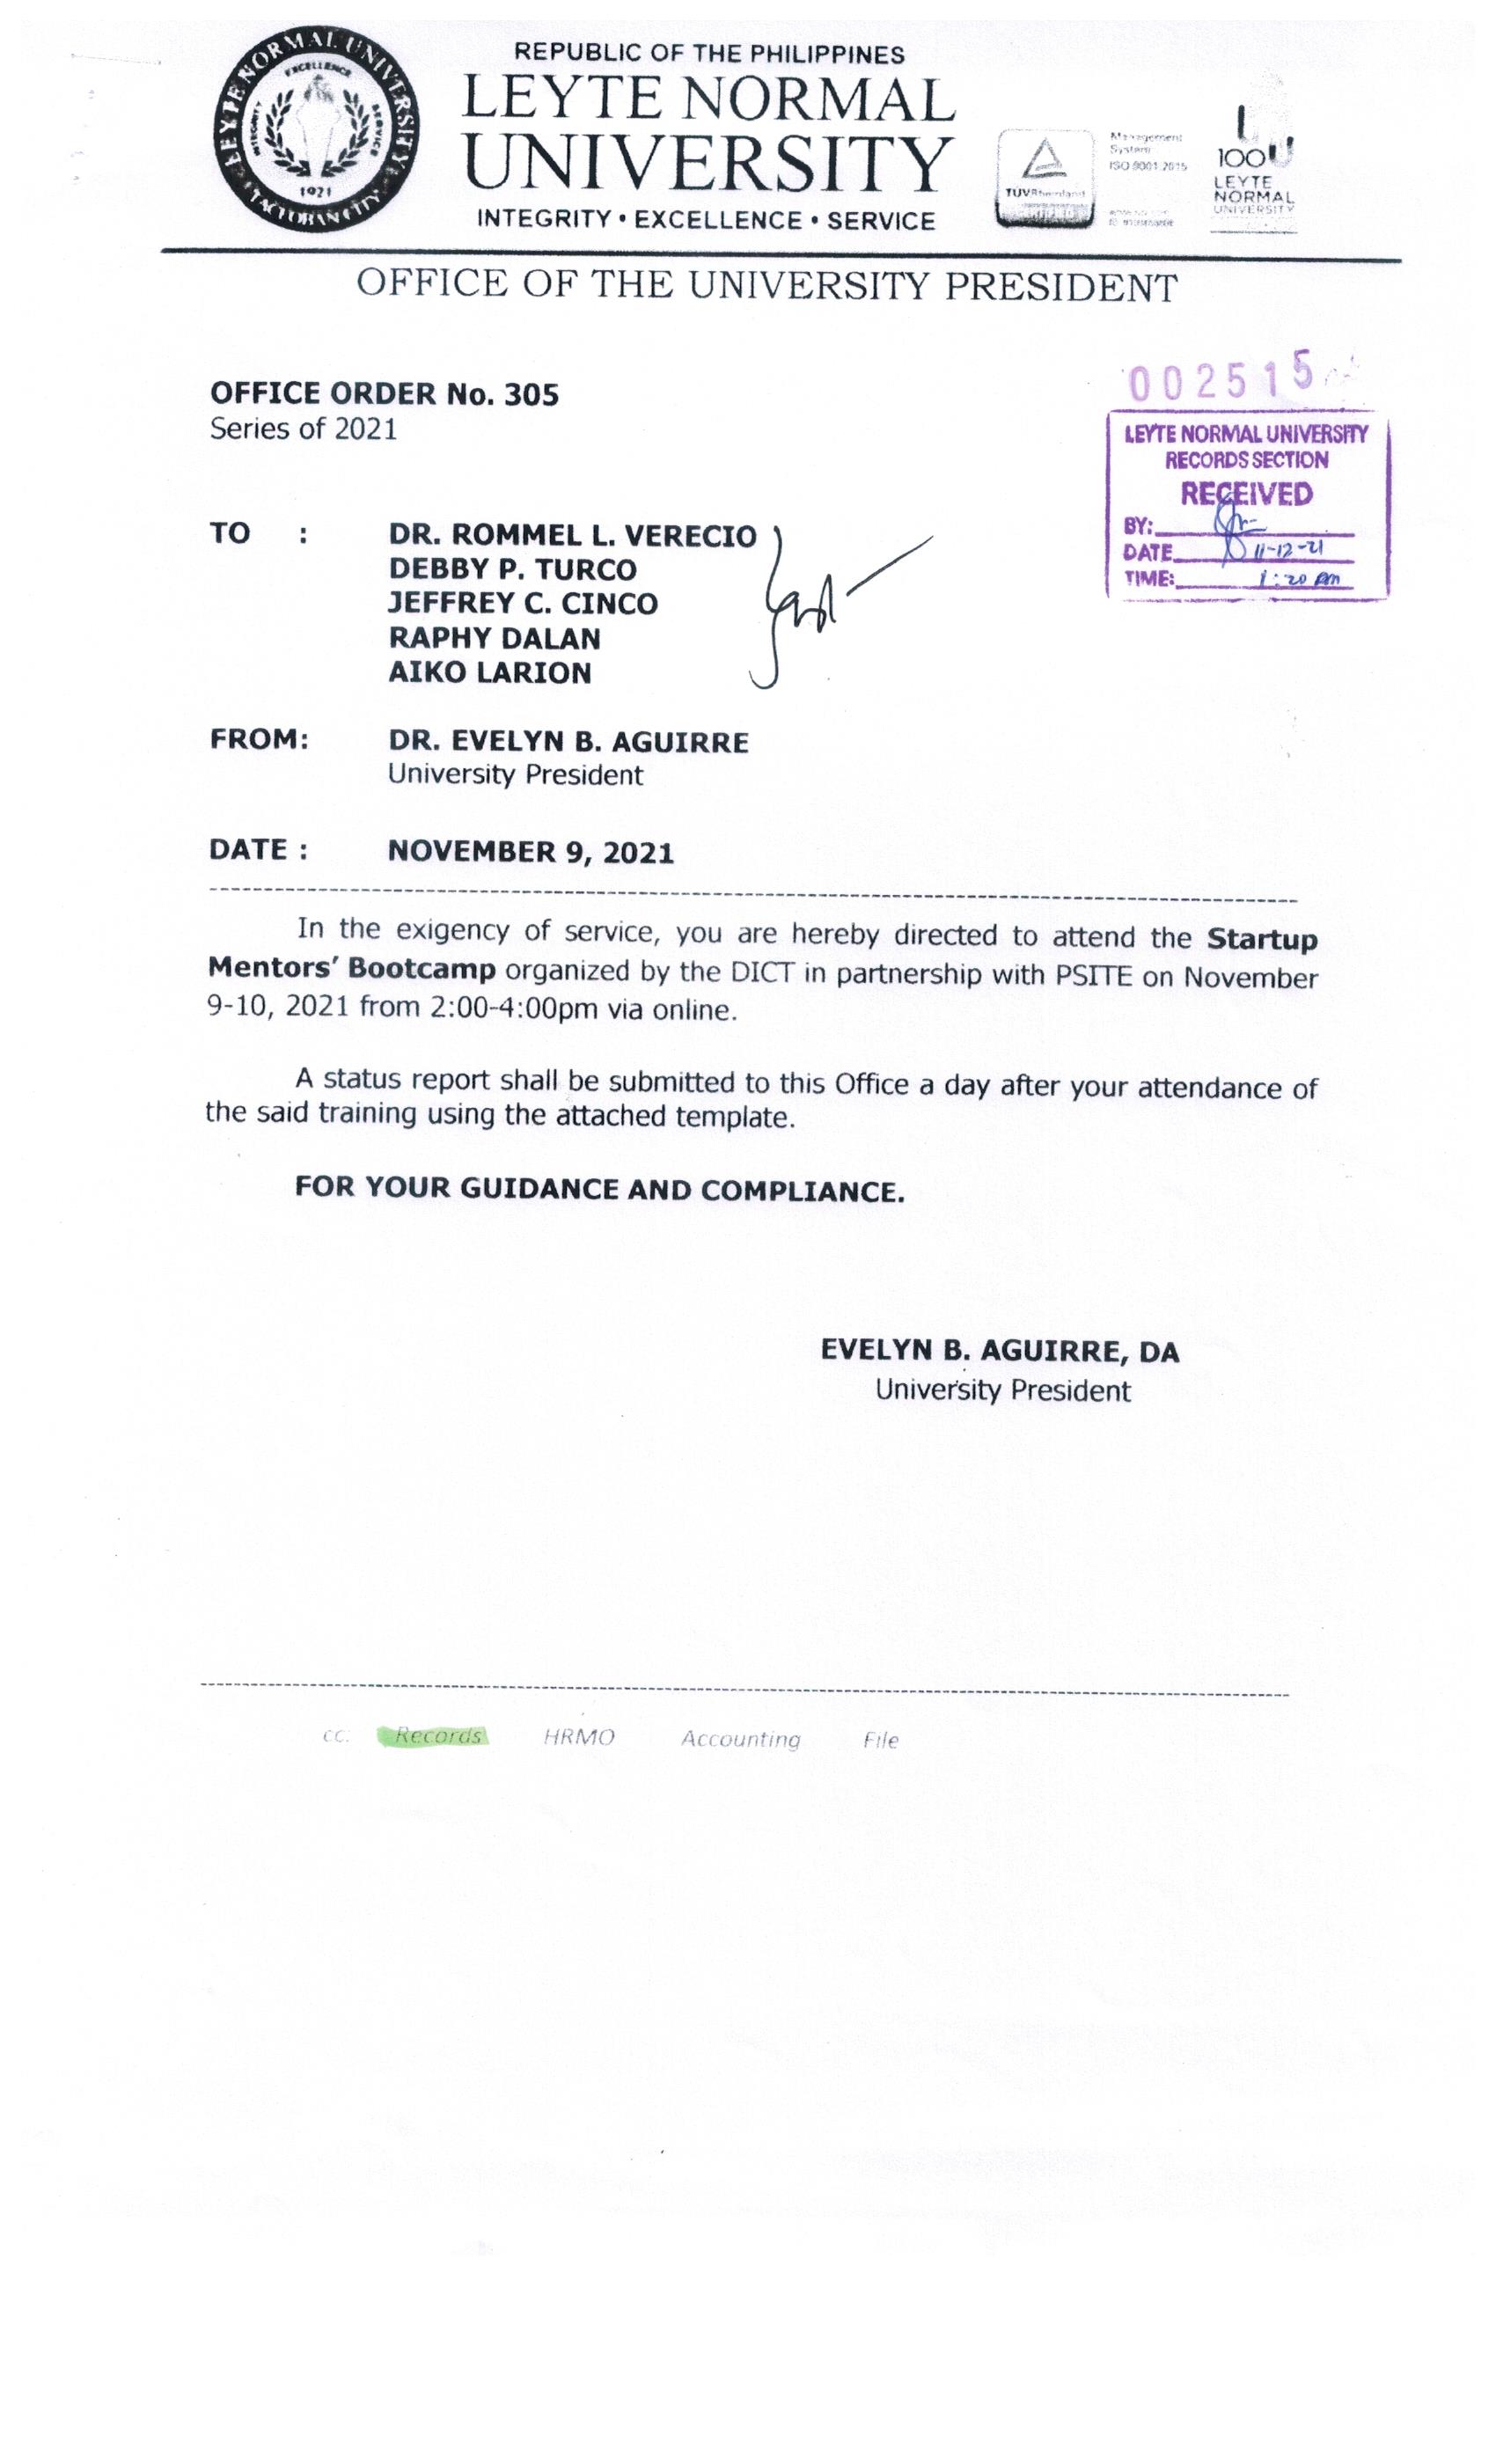 LEYTE NORMAL UNIVERSITY
EXCELLENCE
INTEGRITY
SERVICE
1921
TACLOBAN CITY
REPUBLIC OF THE PHILIPPINES
LEYTE NORMAL
UNIVERSITY
INTEGRITY • EXCELLENCE • SERVICE
TÜVRheinland
CERTIFIED
Management
System
ISO 9001:2015
100
LEYTE
NORMAL
UNIVERSITY
OFFICE OF THE UNIVERSITY PRESIDENT
002515
OFFICE ORDER No. 305
Series of 2021
LEYTE NORMAL UNIVERSITY
RECORDS SECTION
RECEIVED
BY:
DATE 11-12-21
TIME: 1:20 pm
TO : DR. ROMMEL L. VERECIO
DEBBY P. TURCO
JEFFREY C. CINCO
RAPHY DALAN
AIKO LARION
FROM: DR. EVELYN B. AGUIRRE
University President
DATE : NOVEMBER 9, 2021
In the exigency of service, you are hereby directed to attend the Startup
Mentors' Bootcamp organized by the DICT in partnership with PSITE on November
9-10, 2021 from 2:00-4:00pm via online.
A status report shall be submitted to this Office a day after your attendance of
the said training using the attached template.
FOR YOUR GUIDANCE AND COMPLIANCE.
EVELYN B. AGUIRRE, DA
University President
cc: Records HRMO Accounting File